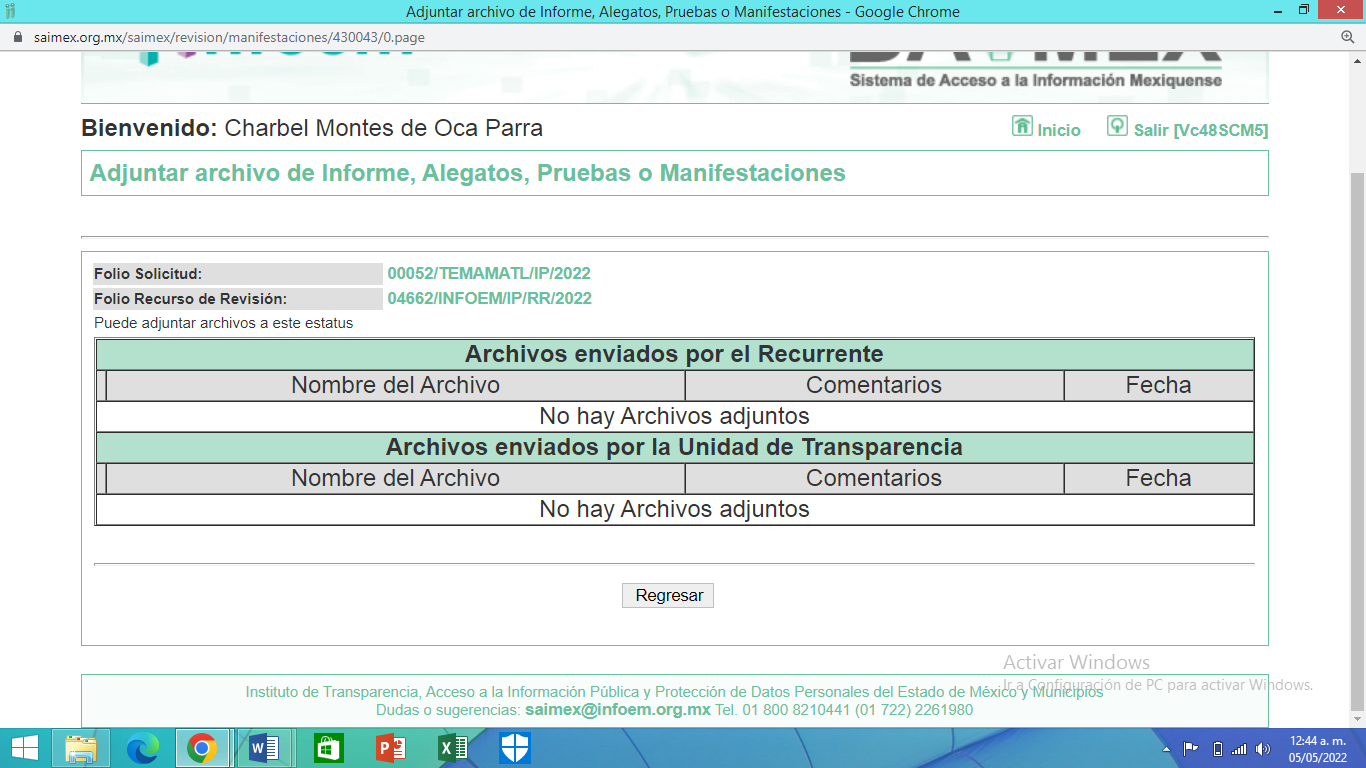 Adjuntar archivo de Informe, Alegatos, Pruebas o Manifestaciones - Google Chrome
saimex.org.mx/saimex/revision/manifestaciones/430043/0.page
Sistema de Acceso a la Información Mexiquense
Bienvenido: Charbel Montes de Oca Parra
Inicio Salir [Vc48SCM5]
Adjuntar archivo de Informe, Alegatos, Pruebas o Manifestaciones
Folio Solicitud: 00052/TEMAMATL/IP/2022
Folio Recurso de Revisión: 04662/INFOEM/IP/RR/2022
Puede adjuntar archivos a este estatus
Archivos enviados por el Recurrente
Nombre del Archivo Comentarios Fecha
No hay Archivos adjuntos
Archivos enviados por la Unidad de Transparencia
Nombre del Archivo Comentarios Fecha
No hay Archivos adjuntos
Regresar
Activar Windows
Ir a Configuración de PC para activar Windows.
Instituto de Transparencia, Acceso a la Información Pública y Protección de Datos Personales del Estado de México y Municipios
Dudas o sugerencias: saimex@infoem.org.mx Tel. 01 800 8210441 (01 722) 2261980
12:44 a. m.
05/05/2022